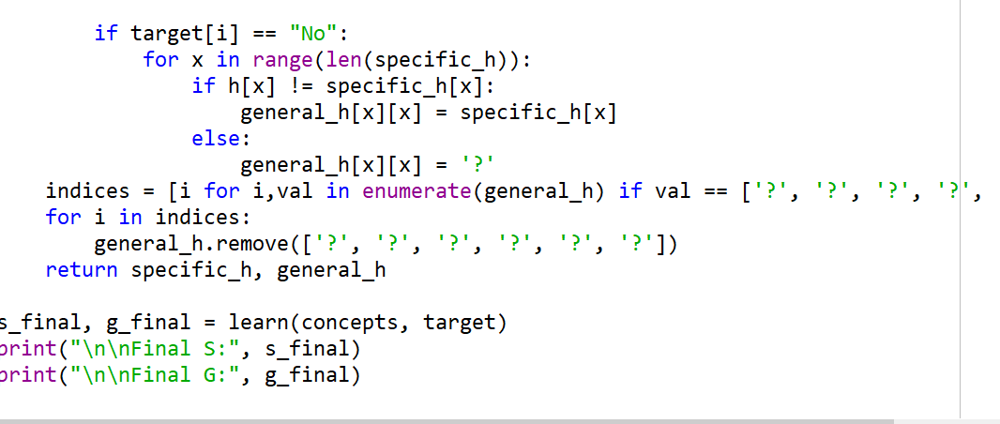 if target[i] == "No":
for x in range(len(specific_h)):
if h[x] != specific_h[x]:
general_h[x][x] = specific_h[x]
else:
general_h[x][x] = '?'
indices = [i for i,val in enumerate(general_h) if val == ['?', '?', '?', '?',
for i in indices:
general_h.remove(['?', '?', '?', '?', '?', '?'])
return specific_h, general_h
s_final, g_final = learn(concepts, target)
print("\n\nFinal S:", s_final)
print("\n\nFinal G:", g_final)